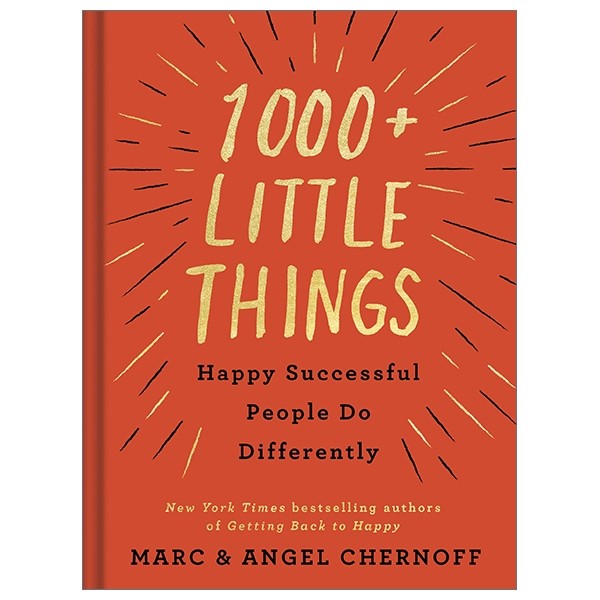 1000+
LITTLE
THINGS
Happy Successful
People Do
Differently
New York Times bestselling authors
of Getting Back to Happy
MARC & ANGEL CHERNOFF